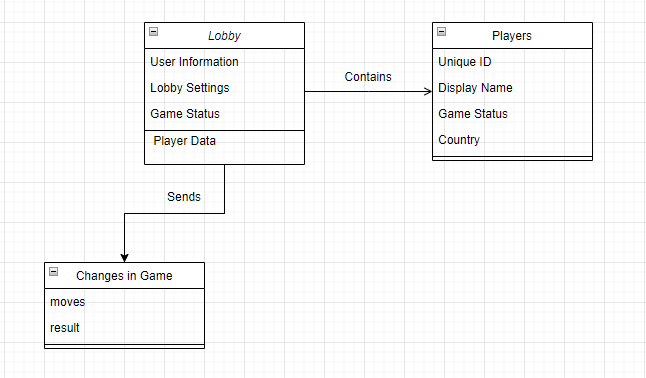 Lobby
User Information
Lobby Settings
Game Status
Player Data
Contains
Players
Unique ID
Display Name
Game Status
Country
Sends
Changes in Game
moves
result